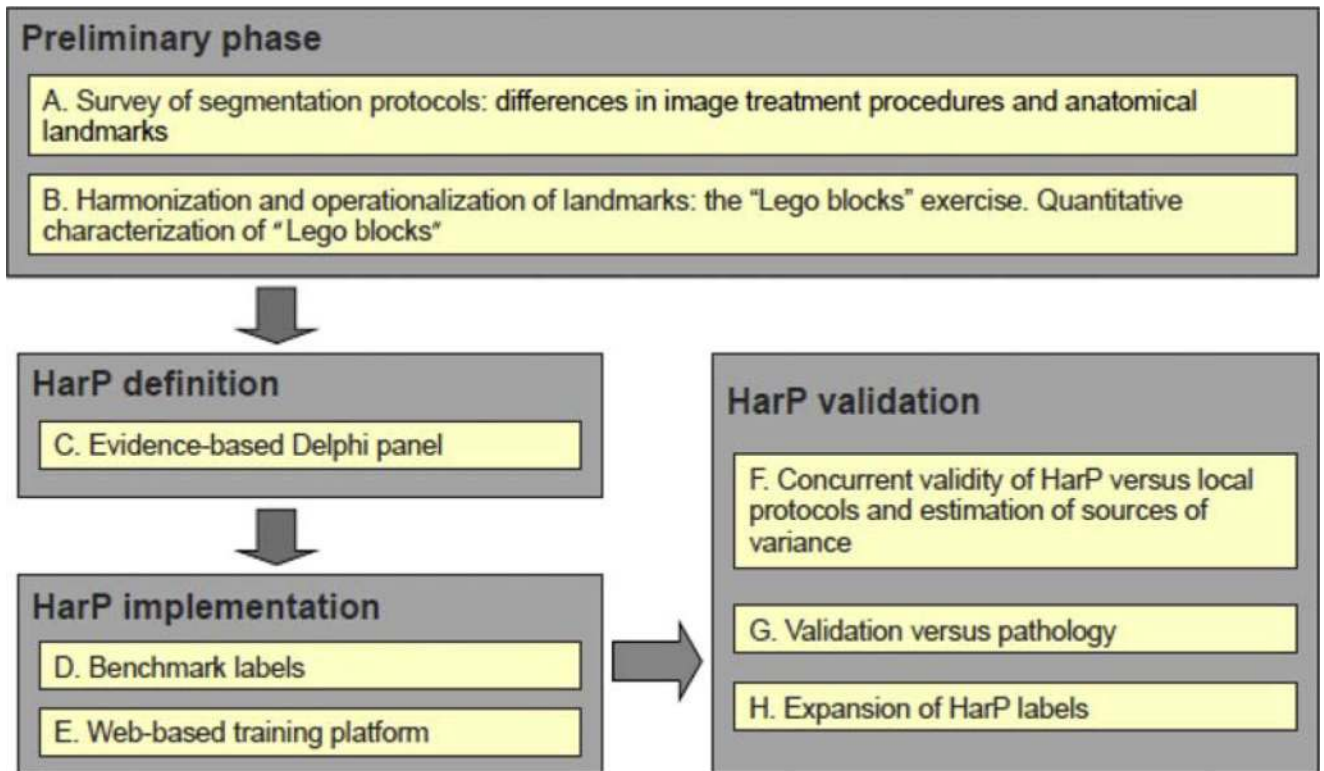 Preliminary phase
A. Survey of segmentation protocols: differences in image treatment procedures and anatomical
landmarks
B. Harmonization and operationalization of landmarks: the “Lego blocks” exercise. Quantitative
characterization of “Lego blocks”
HarP definition
C. Evidence-based Delphi panel
HarP implementation
D. Benchmark labels
E. Web-based training platform
HarP validation
F. Concurrent validity of HarP versus local
protocols and estimation of sources of
variance
G. Validation versus pathology
H. Expansion of HarP labels